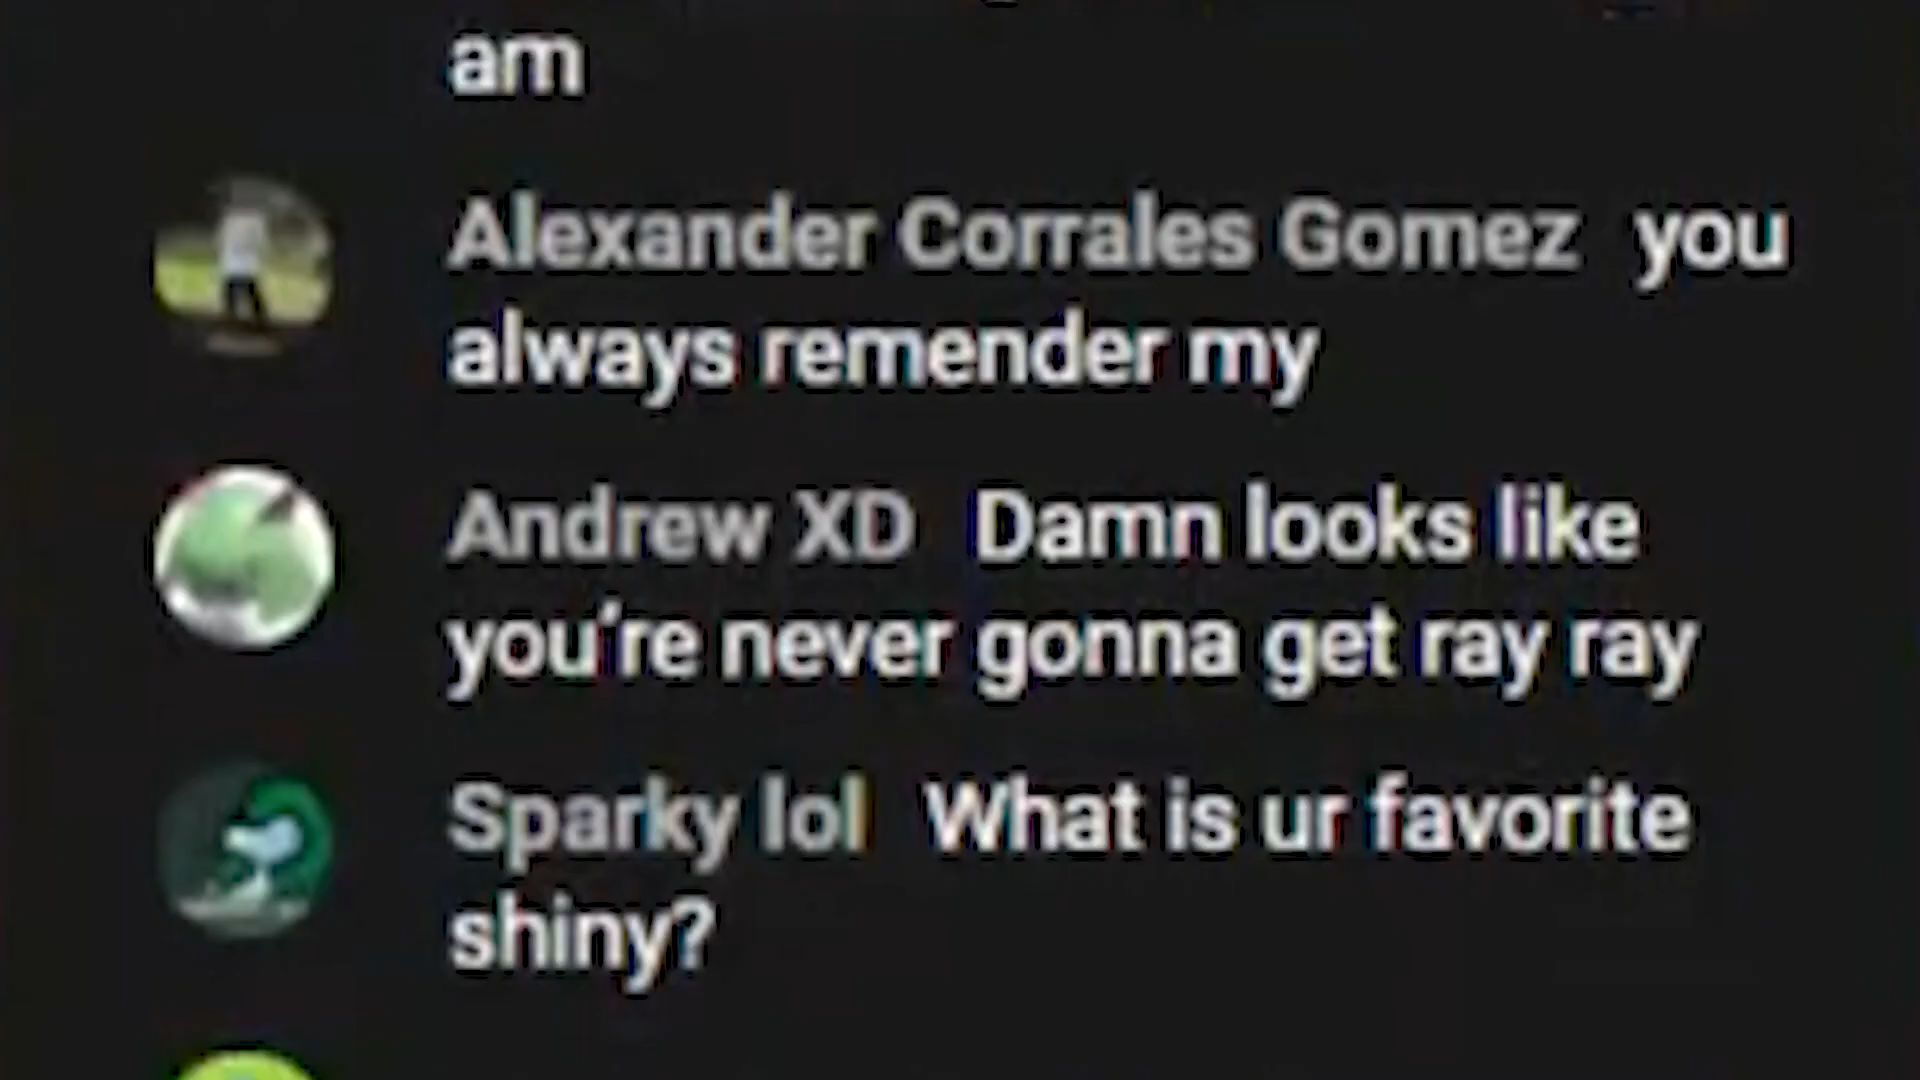 am
Alexander Corrales Gomez you
always remender my
Andrew XD Damn looks like
you're never gonna get ray ray
Sparky lol What is ur favorite
shiny?